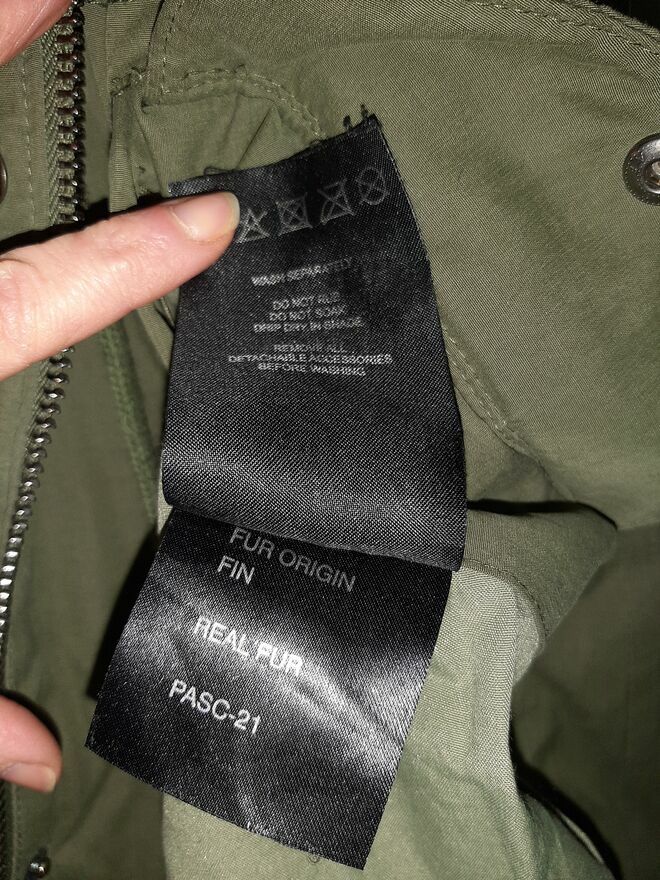 WASH SEPARATELY
DO NOT RUB
DO NOT SOAK
DRIP DRY IN SHADE
REMOVE ALL
DETACHABLE ACCESSORIES
BEFORE WASHING
FUR ORIGIN
FIN
REAL FUR
PASC-21